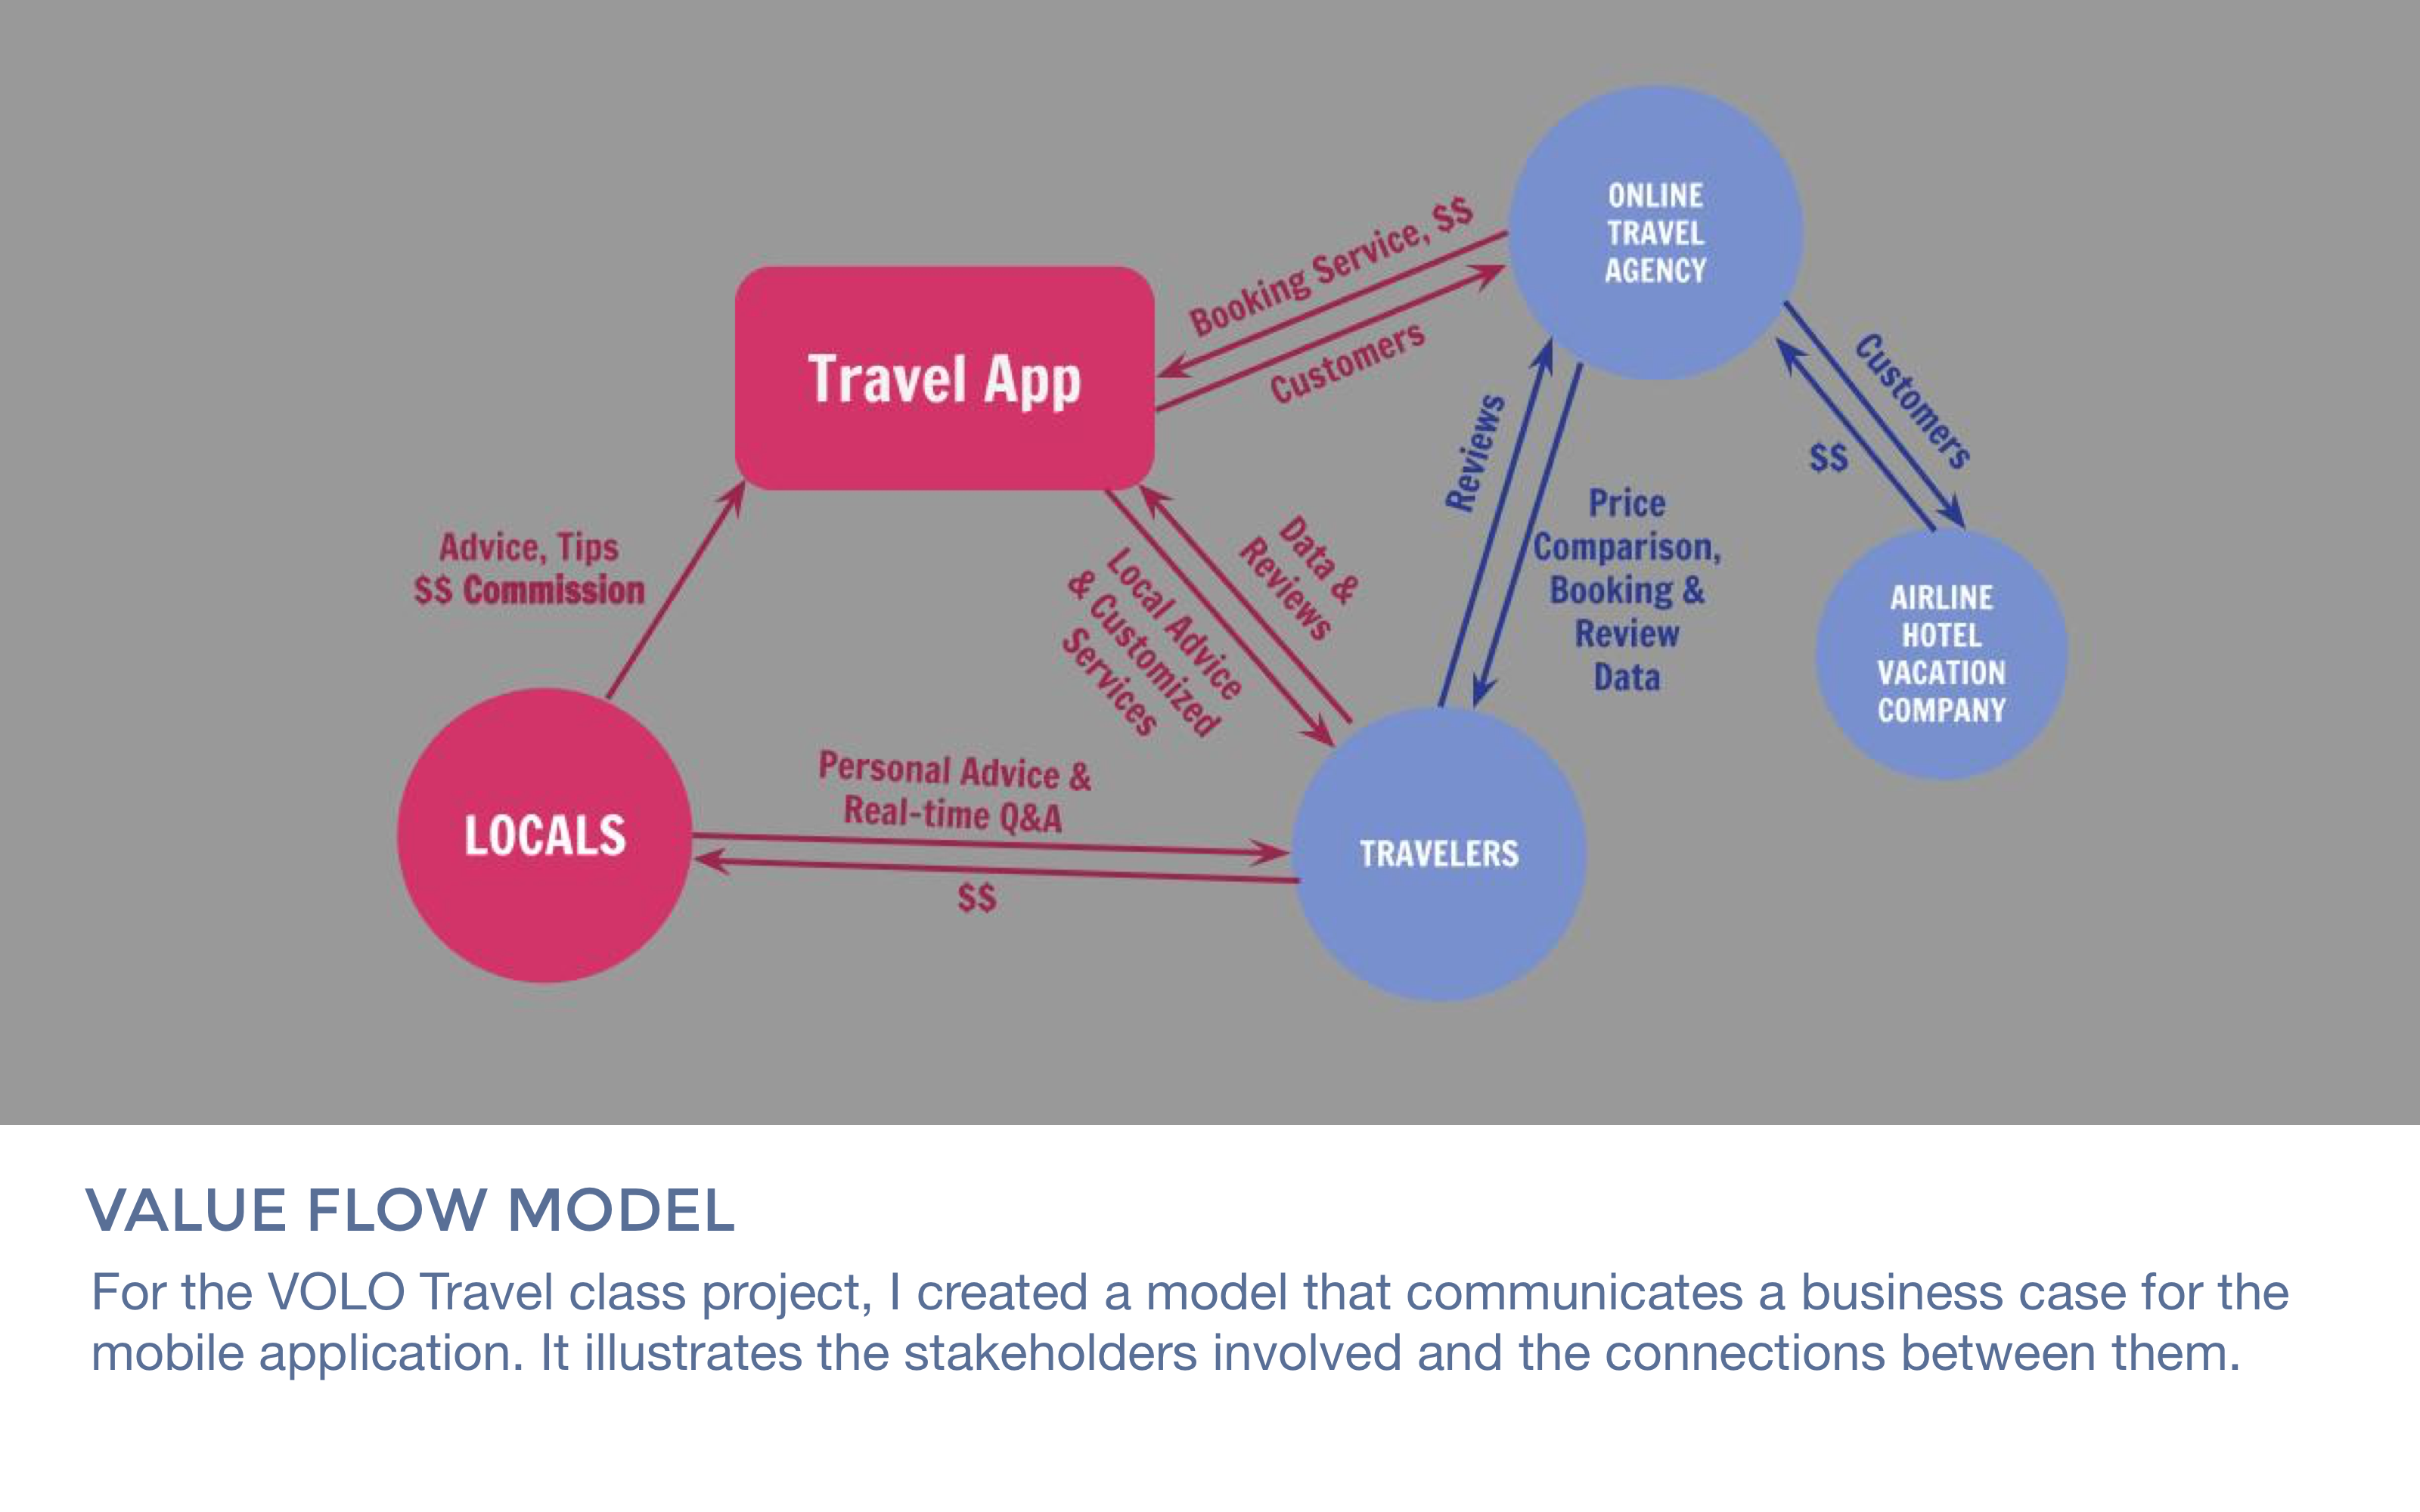 ONLINE
TRAVEL
AGENCY
Booking Service, $$
Customers
Travel App
Customers
$$
Reviews
Price
Comparison,
Booking &
Review
Data
Advice, Tips
$$ Commission
Data &
Reviews
Local Advice
& Customized
Services
AIRLINE
HOTEL
VACATION
COMPANY
Personal Advice &
Real-time Q&A
LOCALS
TRAVELERS
$$
VALUE FLOW MODEL
For the VOLO Travel class project, I created a model that communicates a business case for the
mobile application. It illustrates the stakeholders involved and the connections between them.